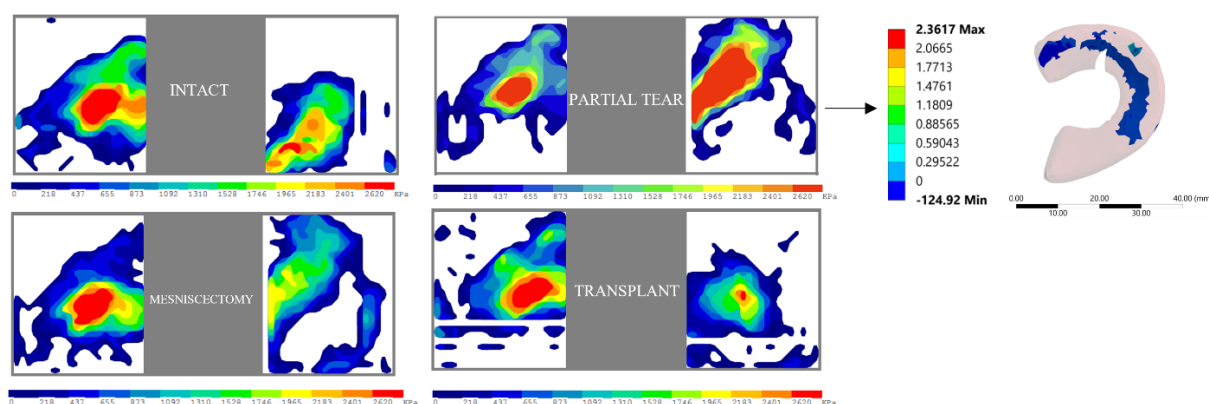 INTACT
0 218 437 655 873 1092 1310 1528 1746 1965 2183 2401 2620 KPa
PARTIAL TEAR
0 218 437 655 873 1092 1310 1528 1746 1965 2183 2401 2620 KPa
2.3617 Max
2.0665
1.7713
1.4761
1.1809
0.88565
0.59043
0.29522
0
-124.92 Min
0.00 20.00 40.00 (mm
10.00 30.00
MESNISCECTOMY
0 218 437 655 873 1092 1310 1528 1746 1965 2183 2401 2620 KPa
TRANSPLANT
0 218 437 655 873 1092 1310 1528 1746 1965 2183 2401 2620 KPa